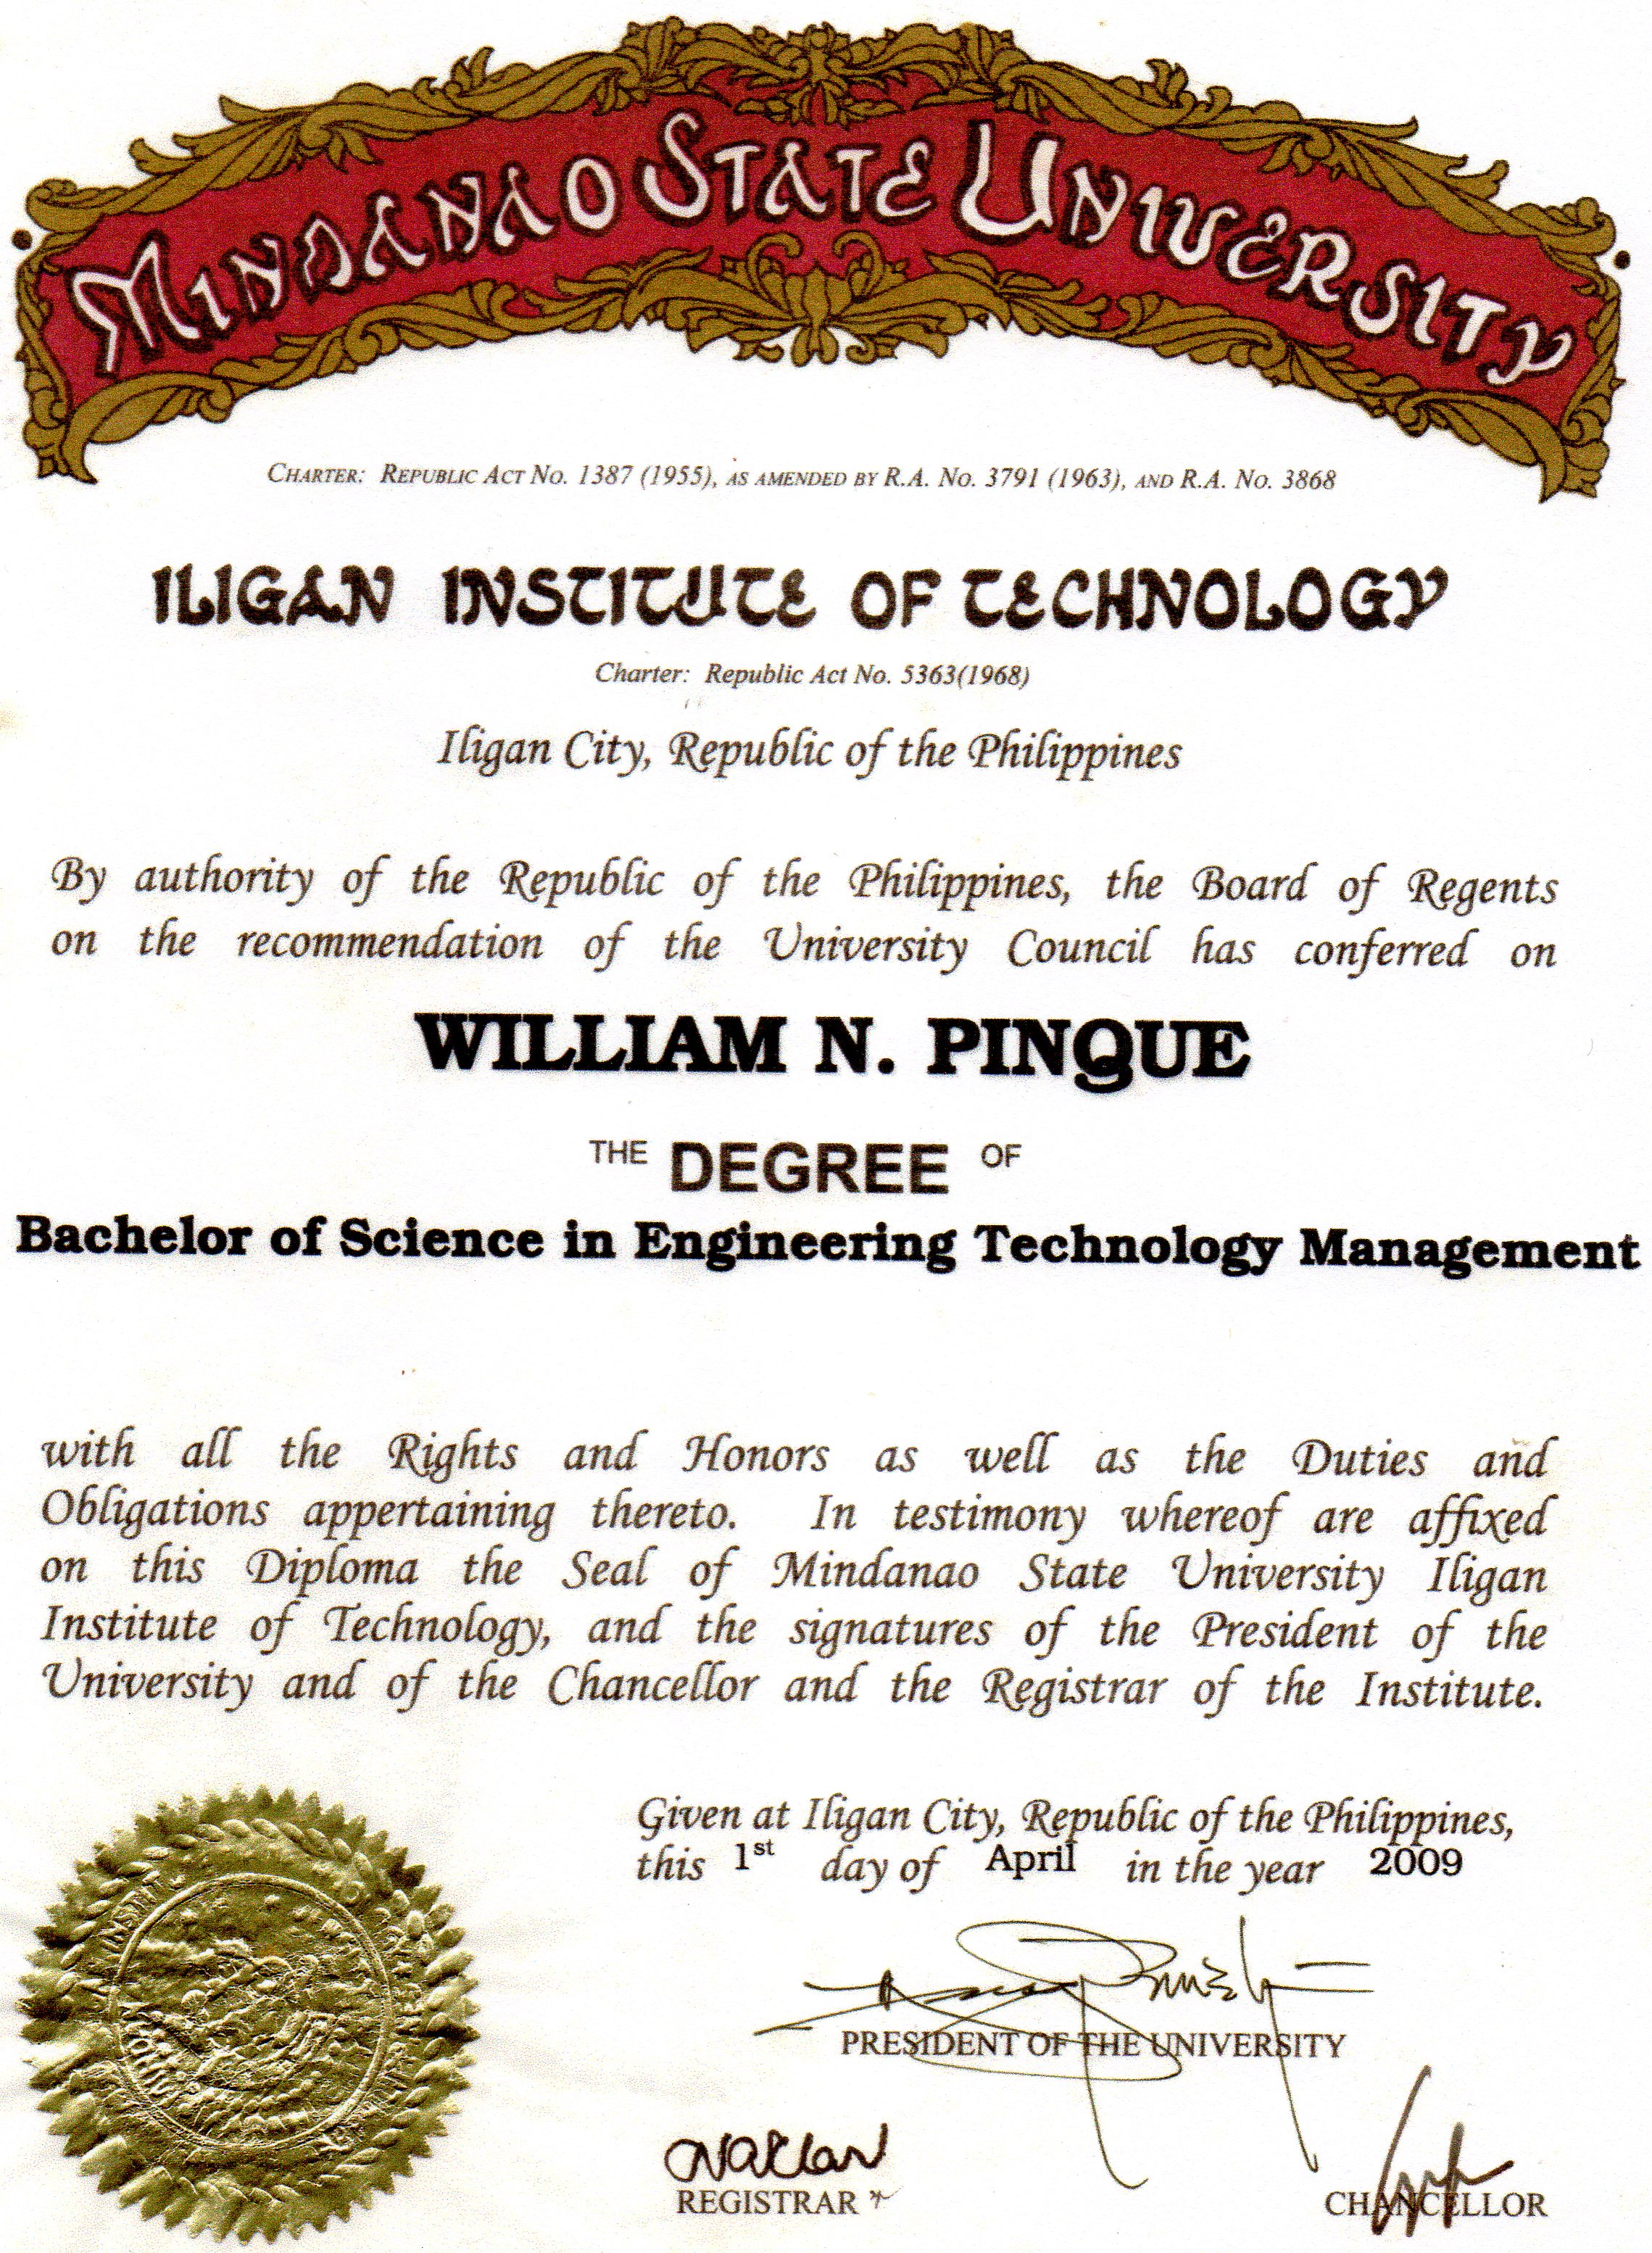 MINDANAO STATE UNIVERSITY
CHARTER: REPUBLIC ACT NO. 1387 (1955), AS AMENDED BY R.A. NO. 3791 (1963), AND R.A. NO. 3868
ILIGAN INSTITUTE OF TECHNOLOGY
Charter: Republic Act No. 5363(1968)
Iligan City, Republic of the Philippines
By authority of the Republic of the Philippines, the Board of Regents
on the recommendation of the University Council has conferred on
WILLIAM N. PINQUE
THE DEGREE OF
Bachelor of Science in Engineering Technology Management
with all the Rights and Honors as well as the Duties and
Obligations appertaining thereto. In testimony whereof are affixed
on this Diploma the Seal of Mindanao State University Iligan
Institute of Technology, and the signatures of the President of the
University and of the Chancellor and the Registrar of the Institute.
Given at Iligan City, Republic of the Philippines,
this 1st day of April in the year 2009
PRESIDENT OF THE UNIVERSITY
REGISTRAR
CHANCELLOR